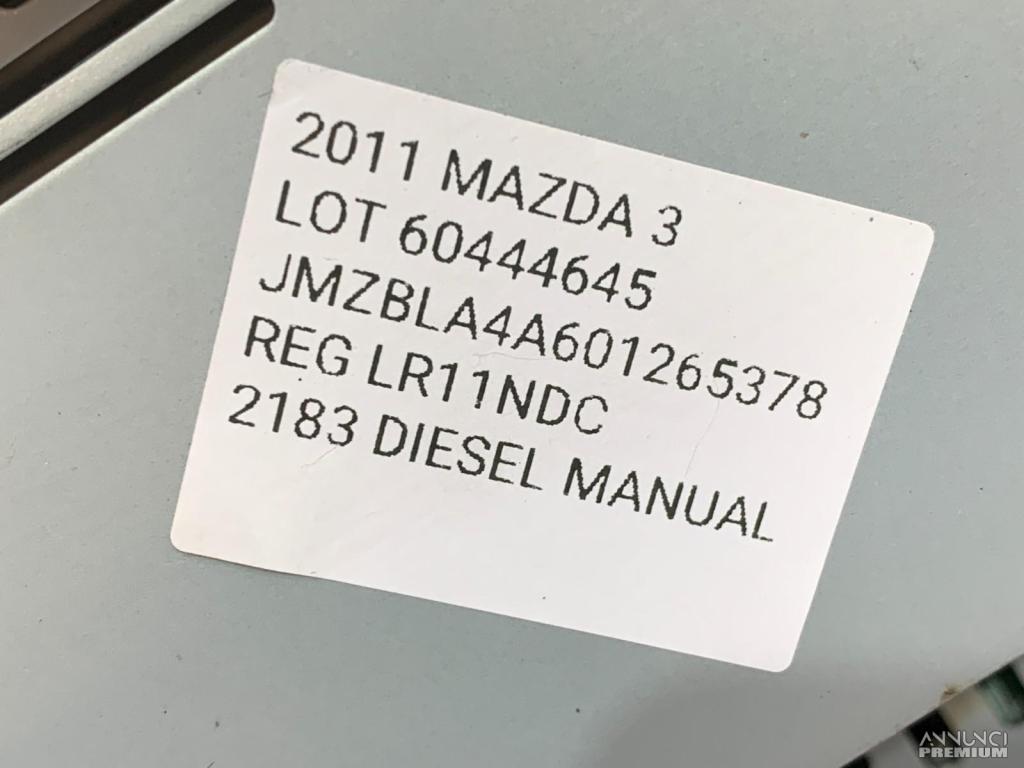 2011 MAZDA 3
LOT 60444645
JMZBLA4A601265378
REG LR11NDC
2183 DIESEL MANUAL
ANNUNCI
PREMIUM